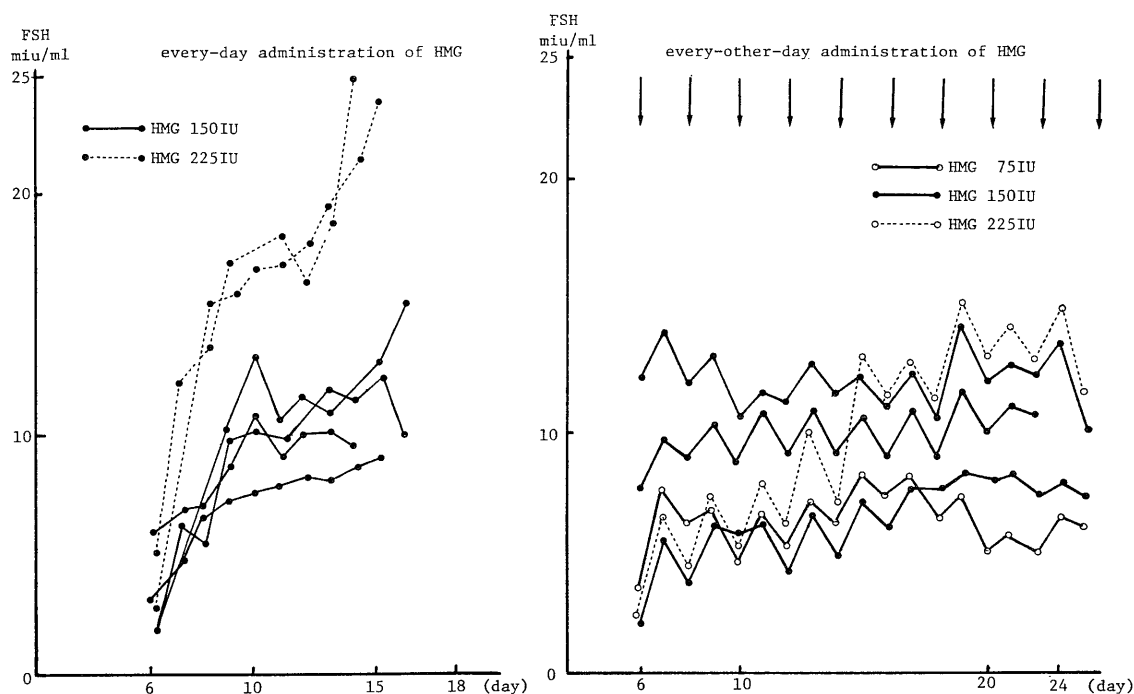 FSH
miu/ml
every-day administration of HMG
25
HMG 150IU
HMG 225IU
20
10
0
6 10 15 18 (day)
FSH
miu/ml
every-other-day administration of HMG
25
20
HMG 75IU
HMG 150IU
HMG 225IU
10
0
6 10 20 24 (day)